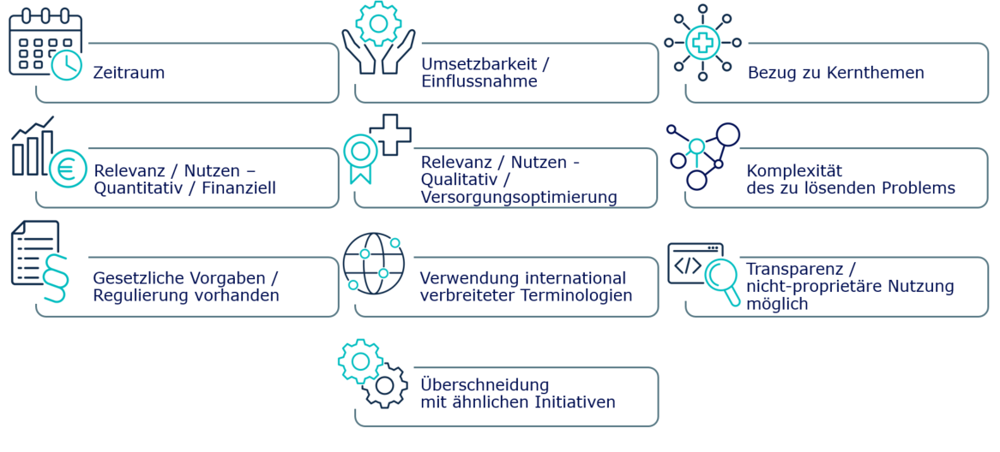 Zeitraum
Umsetzbarkeit /
Einflussnahme
Bezug zu Kernthemen
Relevanz / Nutzen –
Quantitativ / Finanziell
Relevanz / Nutzen -
Qualitativ /
Versorgungsoptimierung
Komplexität
des zu lösenden Problems
Gesetzliche Vorgaben /
Regulierung vorhanden
Verwendung international
verbreiteter Terminologien
Transparenz /
nicht-proprietäre Nutzung
möglich
Überschneidung
mit ähnlichen Initiativen